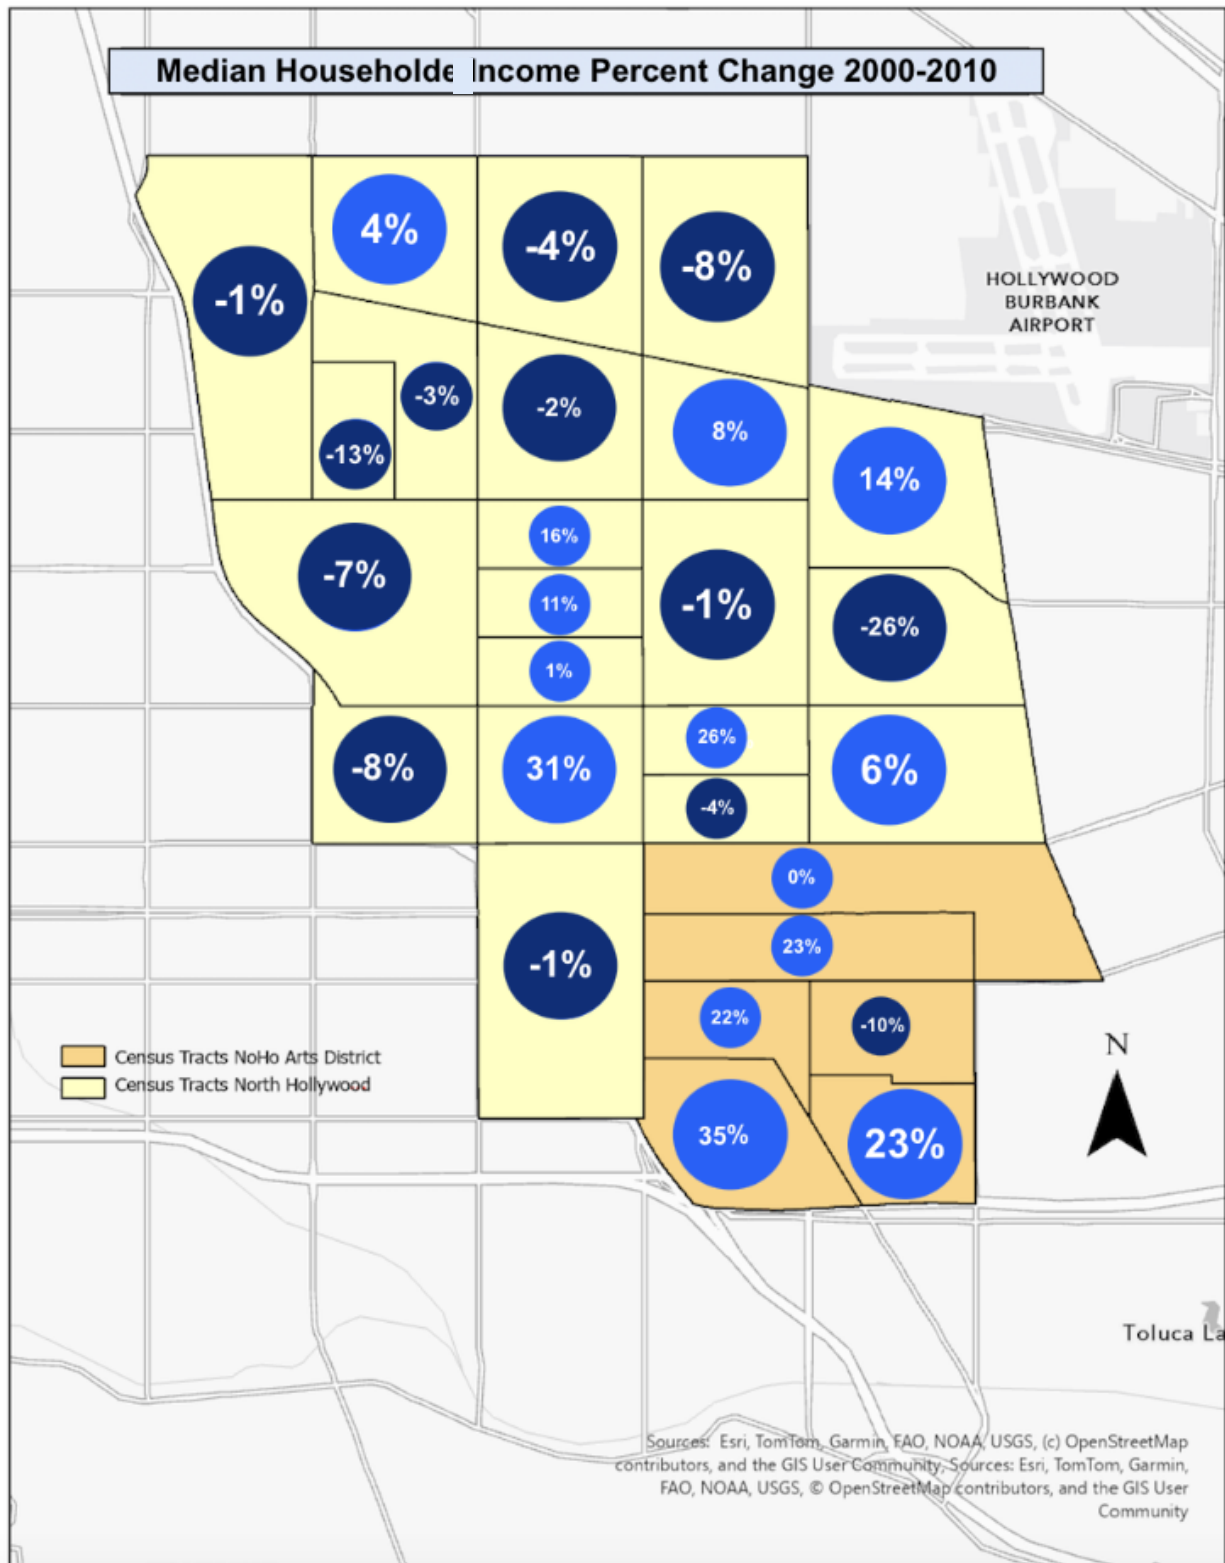 Median Householde Income Percent Change 2000-2010
4%
-4%
-8%
-1%
HOLLYWOOD
BURBANK
AIRPORT
-3%
-2%
8%
-13%
14%
16%
-7%
11%
-1%
-26%
1%
26%
-8%
31%
6%
-4%
0%
23%
-1%
22%
-10%
Census Tracts NoHo Arts District
Census Tracts North Hollywood
N
35%
23%
Toluca La
Sources: Esri, TomTom, Garmin, FAO, NOAA, USGS, (c) OpenStreetMap
contributors, and the GIS User Community, Sources: Esri, TomTom, Garmin,
FAO, NOAA, USGS, © OpenStreetMap contributors, and the GIS User
Community